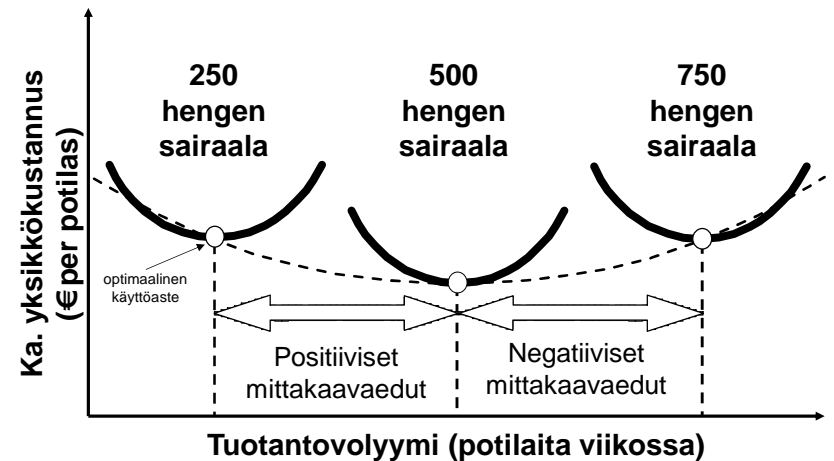 250
hengen
sairaala
500
hengen
sairaala
750
hengen
sairaala
Ka. yksikkökustannus
(€per potilas)
optimaalinen
käyttöaste
Positiiviset
mittakaavaedut
Negatiiviset
mittakaavaedut
Tuotantovolyymi (potilaita viikossa)